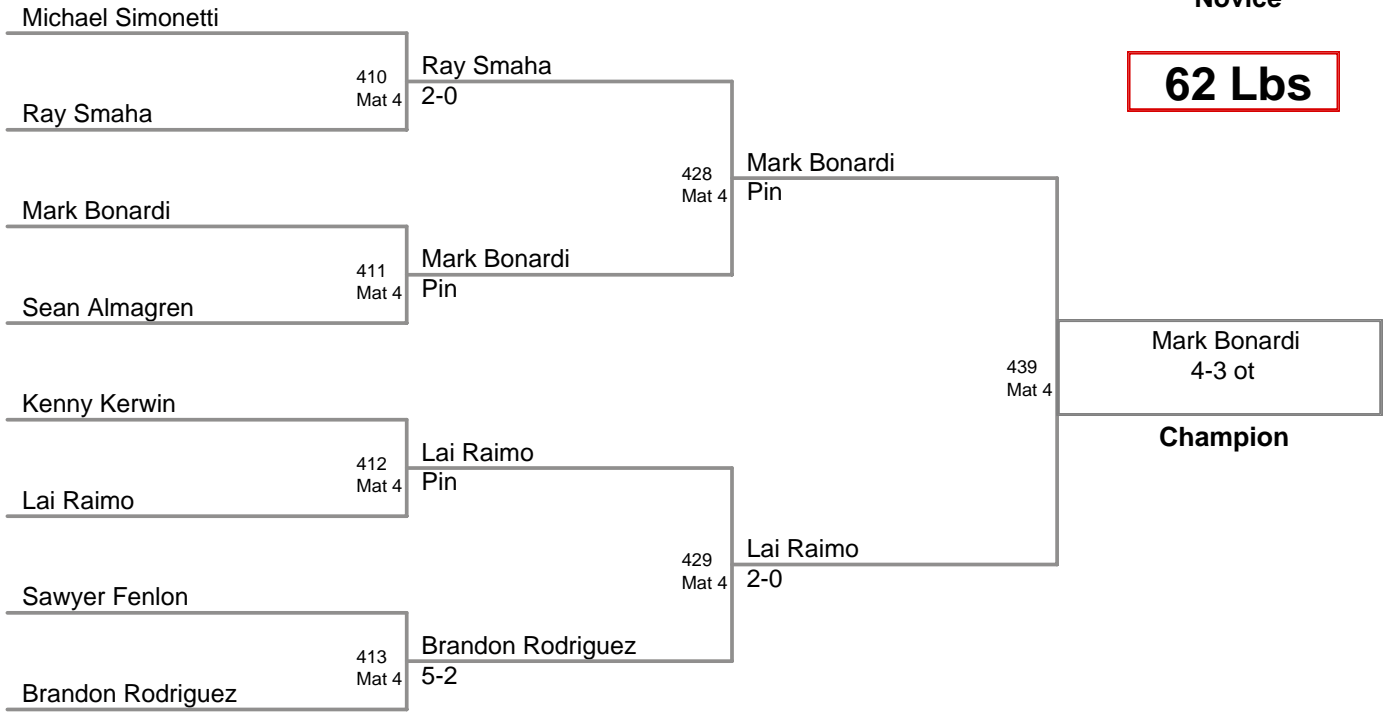 Novice
62 Lbs
Michael Simonetti
410
Mat 4
Ray Smaha
Ray Smaha
2-0
Mark Bonardi
411
Mat 4
Sean Almagren
Mark Bonardi
Pin
428
Mat 4
Mark Bonardi
Pin
Kenny Kerwin
412
Mat 4
Lai Raimo
Lai Raimo
Pin
Sawyer Fenlon
413
Mat 4
Brandon Rodriguez
Brandon Rodriguez
5-2
429
Mat 4
Lai Raimo
2-0
439
Mat 4
Mark Bonardi
4-3 ot
Champion